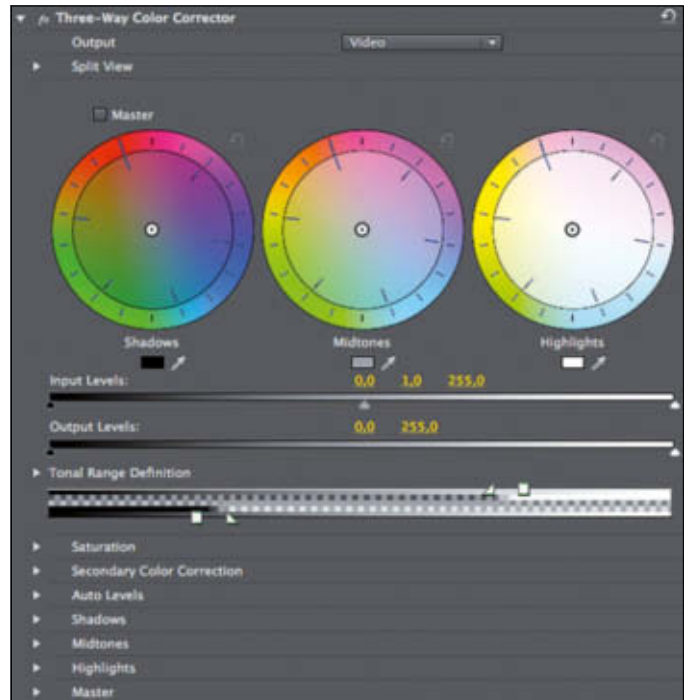 fx Three-Way Color Corrector
Output Video
Split View
Master
Shadows Midtones Highlights
Input Levels: 0,0 1,0 255,0
Output Levels: 0,0 255,0
Tonal Range Definition
Saturation
Secondary Color Correction
Auto Levels
Shadows
Midtones
Highlights
Master